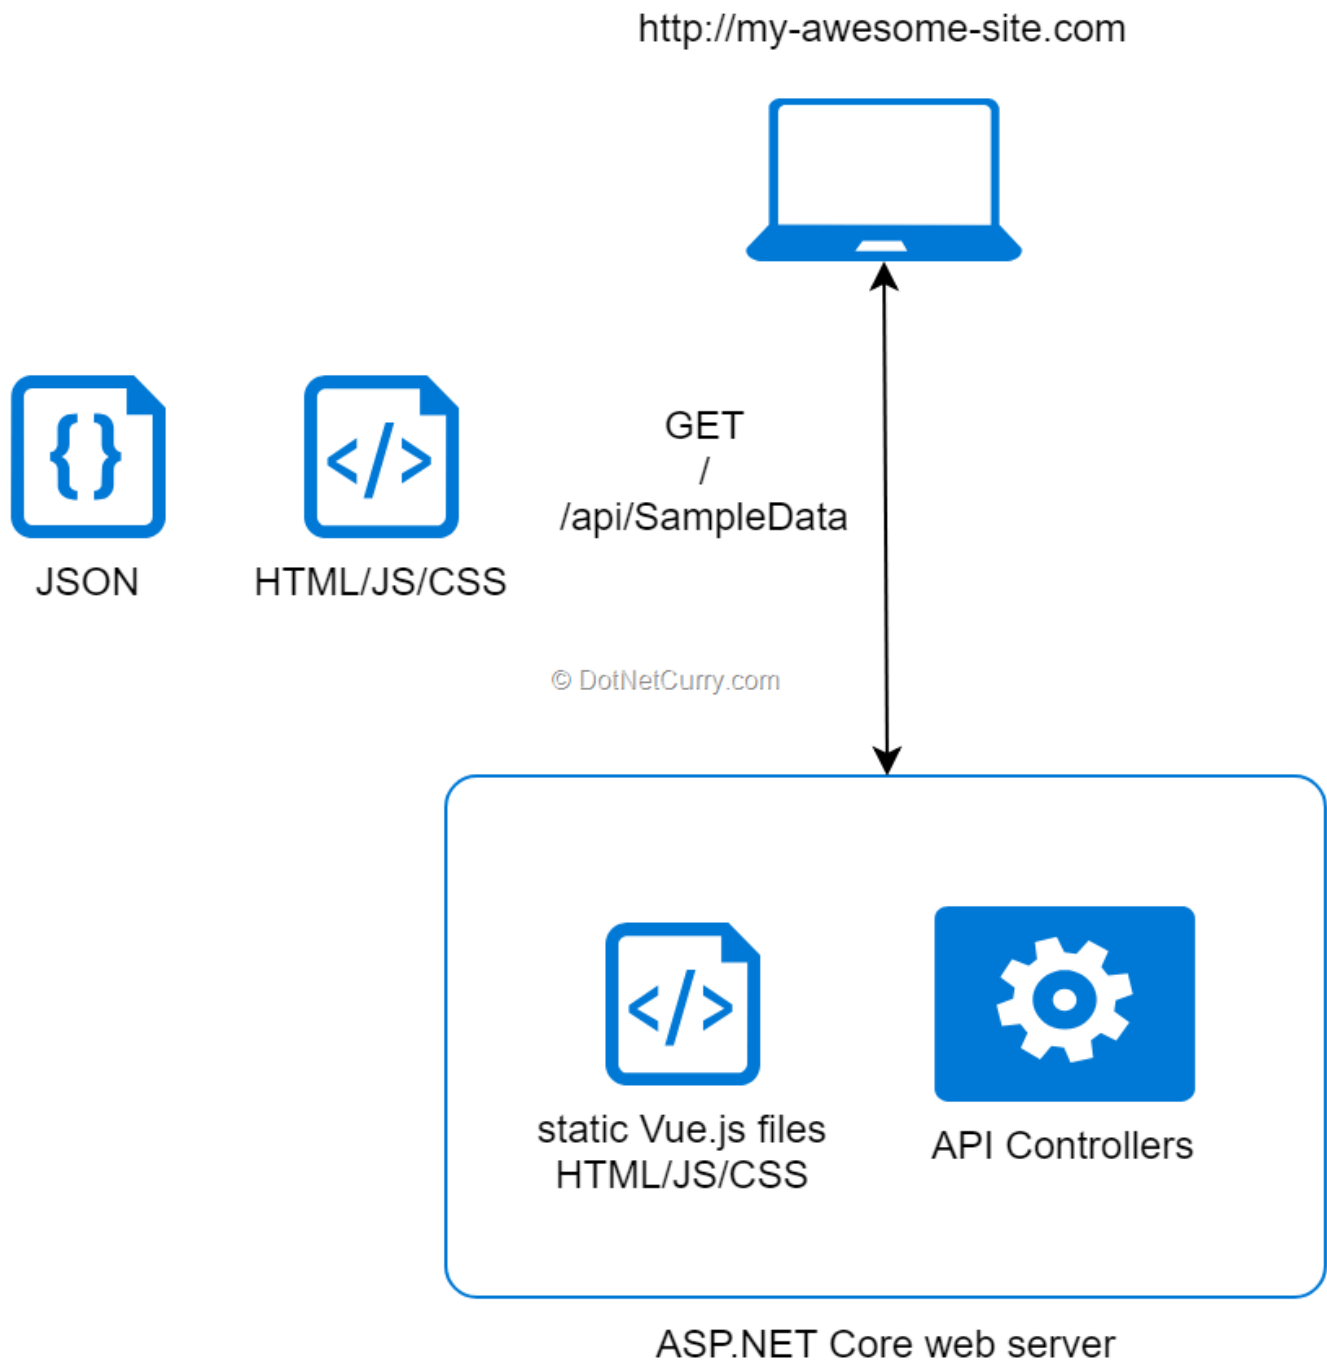 http://my-awesome-site.com
GET
/
/api/SampleData
JSON
HTML/JS/CSS
© DotNetCurry.com
static Vue.js files
HTML/JS/CSS
API Controllers
ASP.NET Core web server